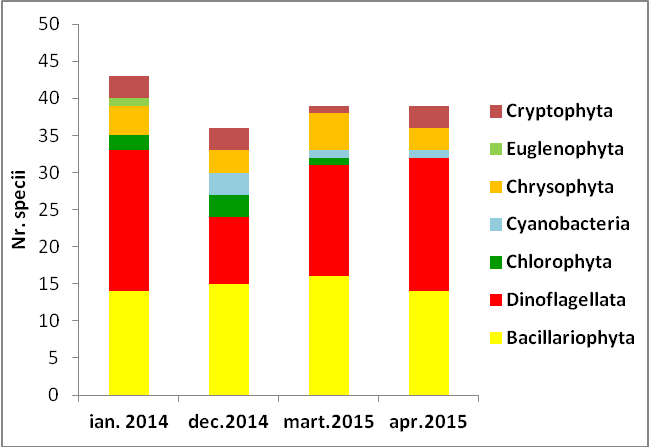 50
45
40
35
30
25
20
15
10
5
0
Nr. specii
ian. 2014
dec.2014
mart.2015
apr.2015
Cryptophyta
Euglenophyta
Chrysophyta
Cyanobacteria
Chlorophyta
Dinoflagellata
Bacillariophyta